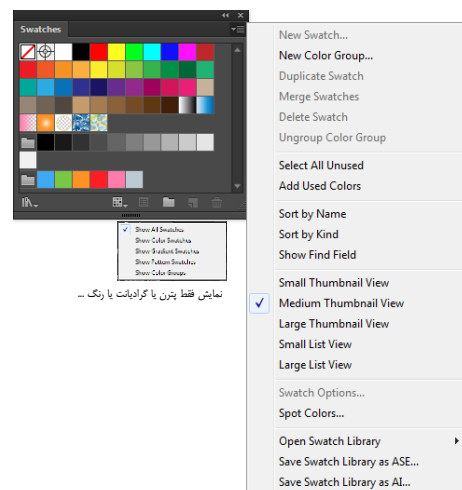 Swatches
Show All Swatches
Show Color Swatches
Show Gradient Swatches
Show Pattern Swatches
Show Color Groups
نمایش فقط پترن یا گرادیانت یا رنگ ...
New Swatch...
New Color Group...
Duplicate Swatch
Merge Swatches
Delete Swatch
Ungroup Color Group
Select All Unused
Add Used Colors
Sort by Name
Sort by Kind
Show Find Field
Small Thumbnail View
Medium Thumbnail View
Large Thumbnail View
Small List View
Large List View
Swatch Options...
Spot Colors...
Open Swatch Library
Save Swatch Library as ASE...
Save Swatch Library as AI...